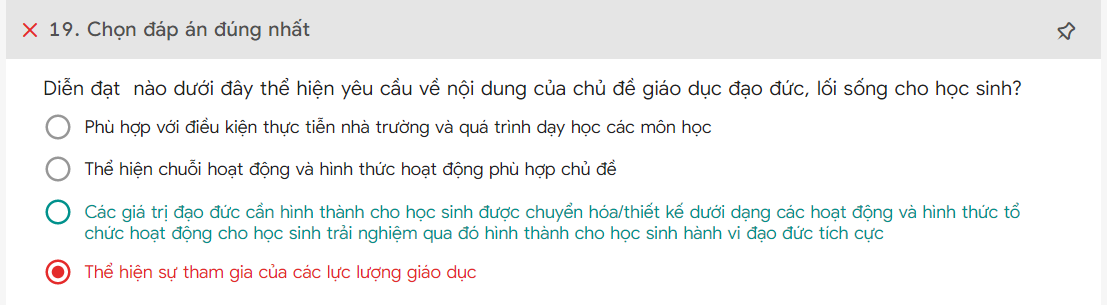 19. Chọn đáp án đúng nhất
Diễn đạt nào dưới đây thể hiện yêu cầu về nội dung của chủ đề giáo dục đạo đức, lối sống cho học sinh?
Phù hợp với điều kiện thực tiễn nhà trường và quá trình dạy học các môn học
Thể hiện chuỗi hoạt động và hình thức hoạt động phù hợp chủ đề
Các giá trị đạo đức cần hình thành cho học sinh được chuyển hóa/thiết kế dưới dạng các hoạt động và hình thức tổ
chức hoạt động cho học sinh trải nghiệm qua đó hình thành cho học sinh hành vi đạo đức tích cực
Thể hiện sự tham gia của các lực lượng giáo dục